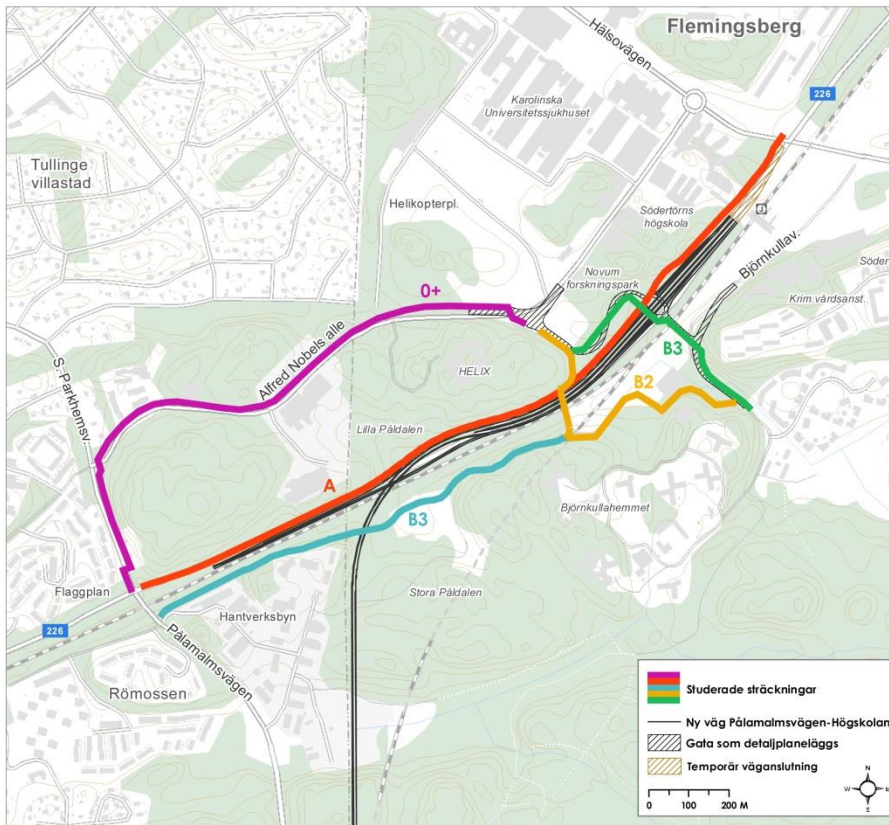 Flemingsberg
Hälsovägen
226
Karolinska
Universitetssjukhuset
Tullinge
villastad
Helikopterpl.
Södertörns
högskola
Björnkullav.
Novum
forskningspark
Söder
Krim.vårdsanst.
0+
Alfred Nobels alle
S. Parkhemsv.
HELIX
B3
B2
Lilla Påldalen
A
B3
Björnkullahemmet
Flaggplan
Stora Påldalen
Hantverksbyn
226
Pålamalmsvägen
Römossen
Studerade sträckningar
Ny väg Pålamalmsvägen-Högskolan
Gata som detaljplaneläggs
Temporär väganslutning
0 100 200 M
N
W E
S